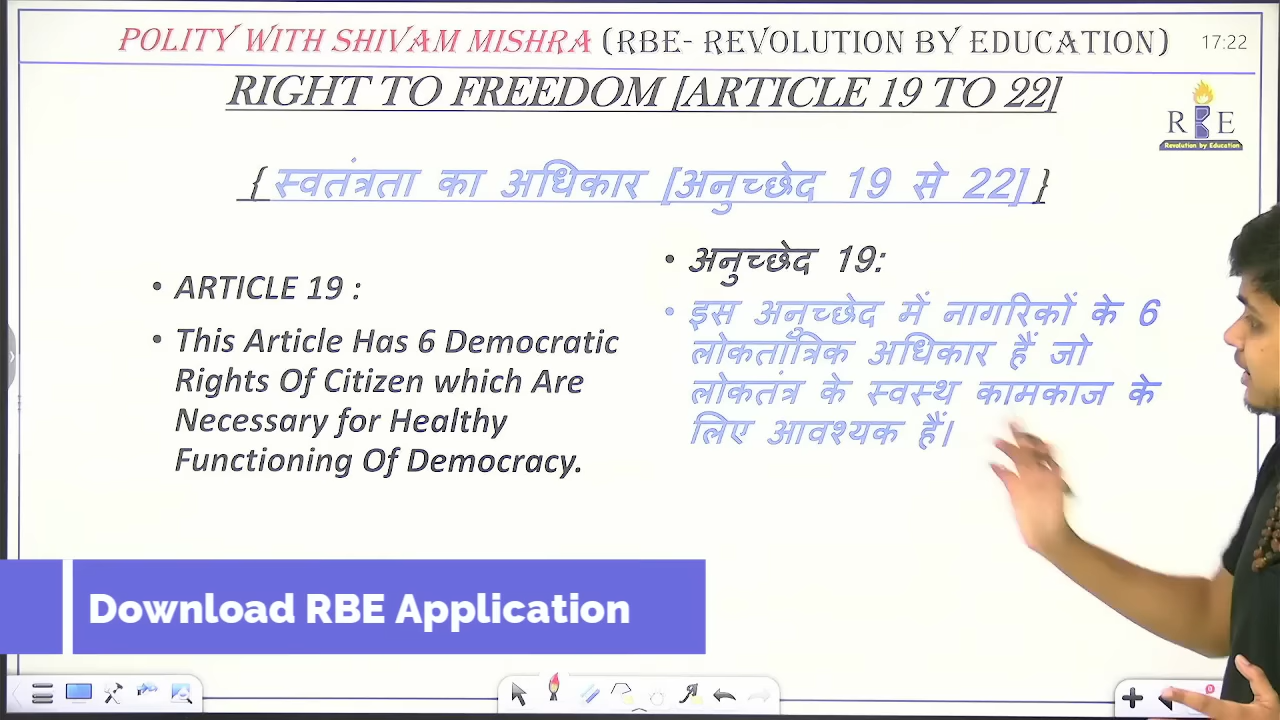 POLITY WITH SHIVAM MISHRA (RBE- REVOLUTION BY EDUCATION)
17:22
RIGHT TO FREEDOM [ARTICLE 19 TO 22]
RBE
Revolution by Education
{ स्वतंत्रता का अधिकार [अनुच्छेद 19 से 22] }
• ARTICLE 19 :
• This Article Has 6 Democratic
Rights Of Citizen which Are
Necessary for Healthy
Functioning Of Democracy.
• अनुच्छेद 19:
• इस अनुच्छेद में नागरिकों के 6
लोकतांत्रिक अधिकार हैं जो
लोकतंत्र के स्वस्थ कामकाज के
लिए आवश्यक हैं।
Download RBE Application